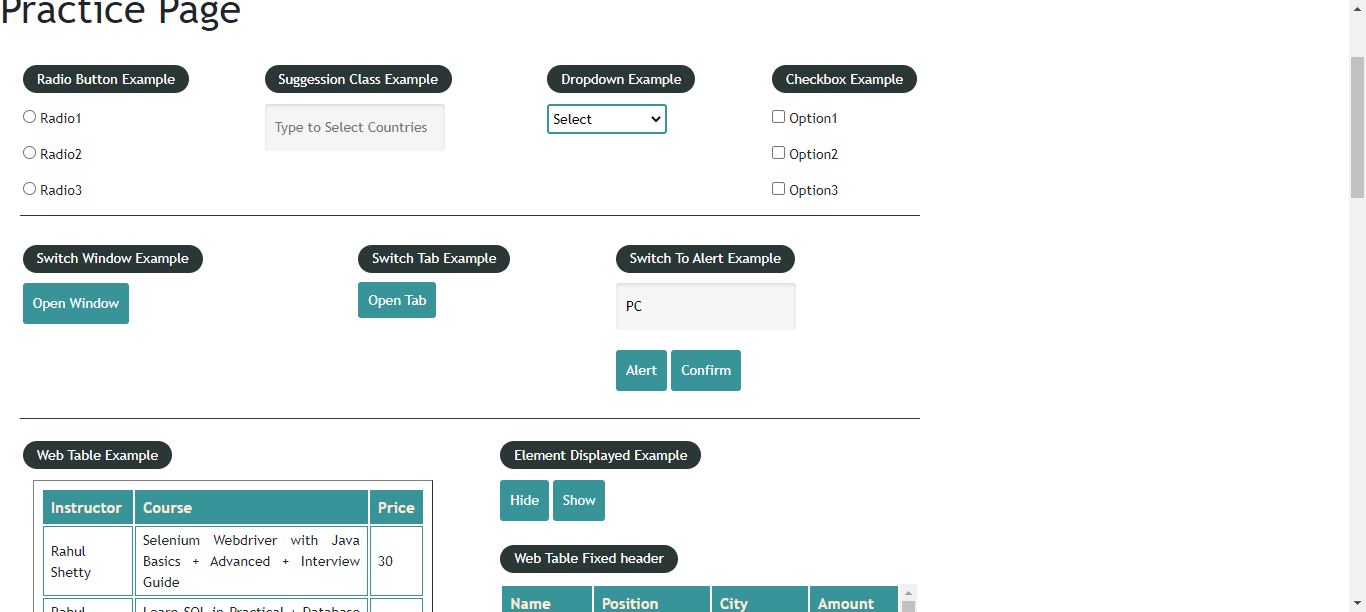 Practice Page
Radio Button Example
Suggession Class Example
Dropdown Example
Checkbox Example
Radio1
Type to Select Countries
Select
Option1
Radio2
Option2
Radio3
Option3
Switch Window Example
Switch Tab Example
Switch To Alert Example
Open Window
Open Tab
PC
Alert
Confirm
Web Table Example
Element Displayed Example
Hide
Show
Instructor
Course
Price
Rahul
Shetty
Selenium Webdriver with Java
Basics + Advanced + Interview
Guide
30
Web Table Fixed header
Name
Position
City
Amount
Rahul
Learn SQL in Practical + Database